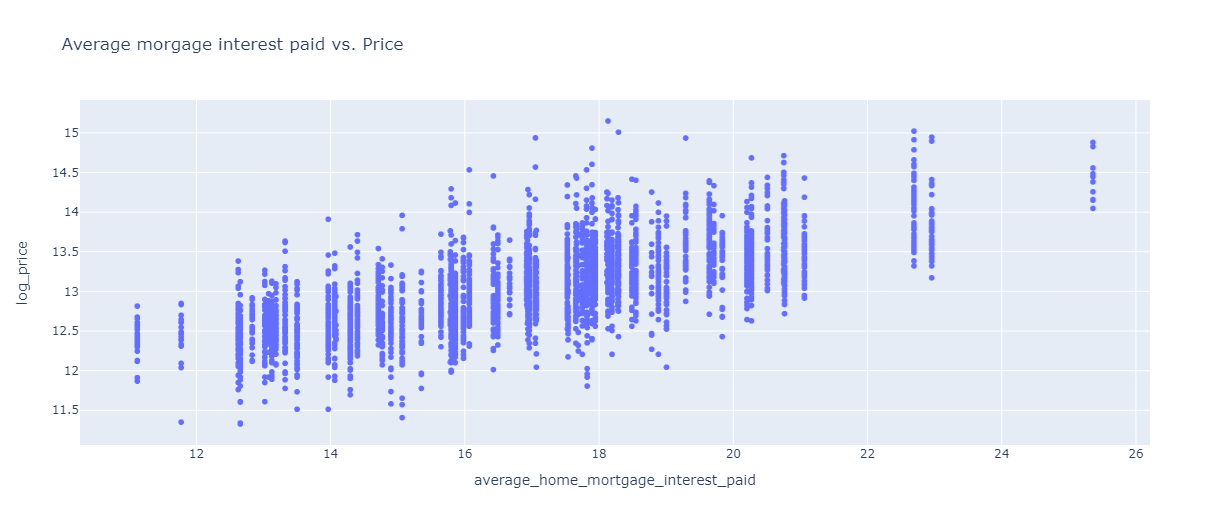 Average morgage interest paid vs. Price
15
14.5
14
13.5
13
12.5
12
11.5
log_price
12 14 16 18 20 22 24 26
average_home_mortgage_interest_paid